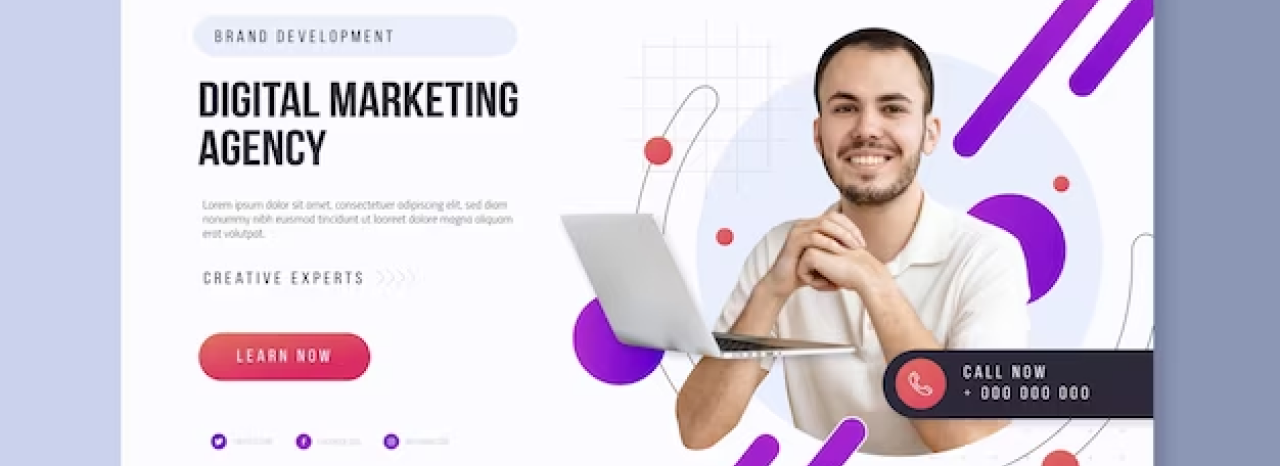 BRAND DEVELOPMENT
DIGITAL MARKETING
AGENCY
Lorem ipsum dolor sit amet, consectetuer adipiscing elit, sed diam
nonummy nibh euismod tincidunt ut laoreet dolore magna aliquam
erat volutpat.
CREATIVE EXPERTS
LEARN NOW
CALL NOW
+ 000 000 000